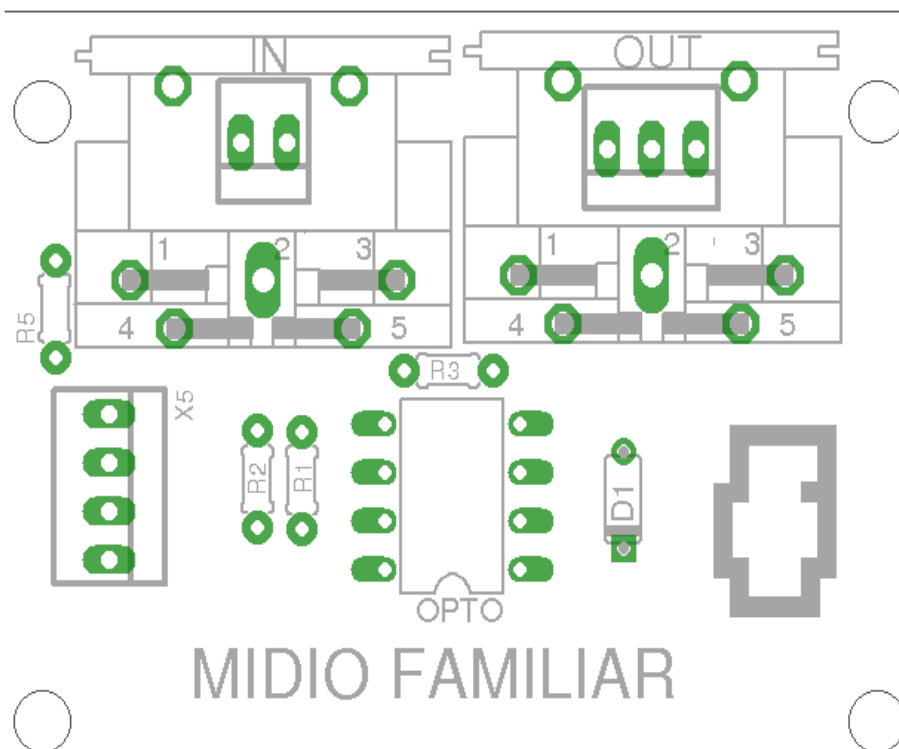 IN OUT
1 2 3 1 2 3
4 5 4 5
R5
R3
X5
R2 R1
D1
OPTO
MIDIO FAMILIAR